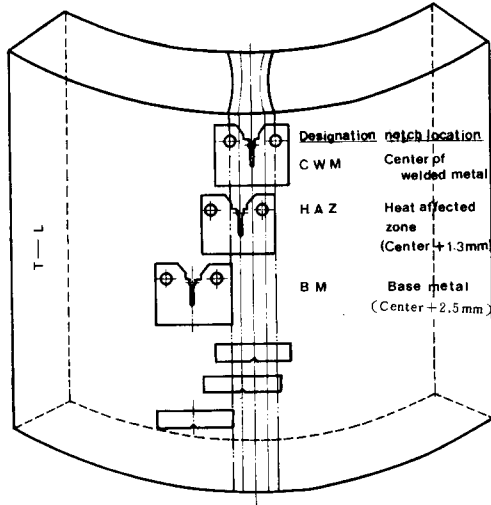 Designation notch location
CWM Center pf
welded metal
HAZ Heat affected
zone
(Center +1.3mm)
BM Base metal
(Center+2.5mm)
T—L